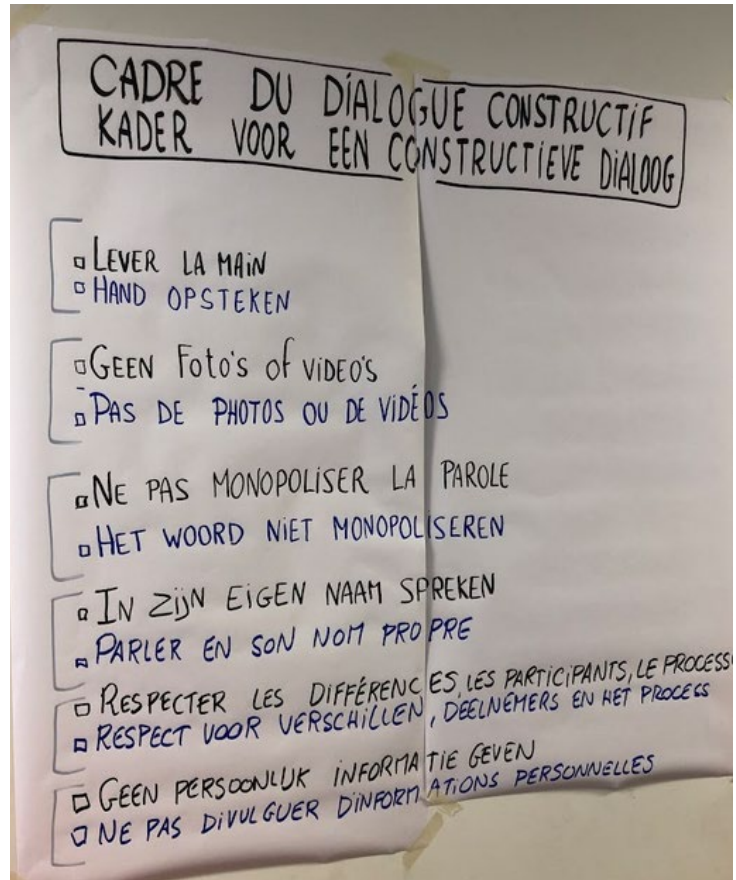 CADRE DU DIALOGUE CONSTRUCTIF
KADER VOOR EEN CONSTRUCTIEVE DIALOOG
LEVER LA MAIN
HAND OPSTEKEN
GEEN FOTO'S OF VIDEO'S
PAS DE PHOTOS OU DE VIDÉOS
NE PAS MONOPOLISER LA PAROLE
HET WOORD NIET MONOPOLISEREN
IN ZIJN EIGEN NAAM SPREKEN
PARLER EN SON NOM PROPRE
RESPECTER LES DIFFÉRENCES, LES PARTICIPANTS, LE PROCESS
RESPECT VOOR VERSCHILLEN, DEELNEMERS EN HET PROCESS
GEEN PERSOONLIJK INFORMATIE GEVEN
NE PAS DIVULGUER D'INFORMATIONS PERSONNELLES